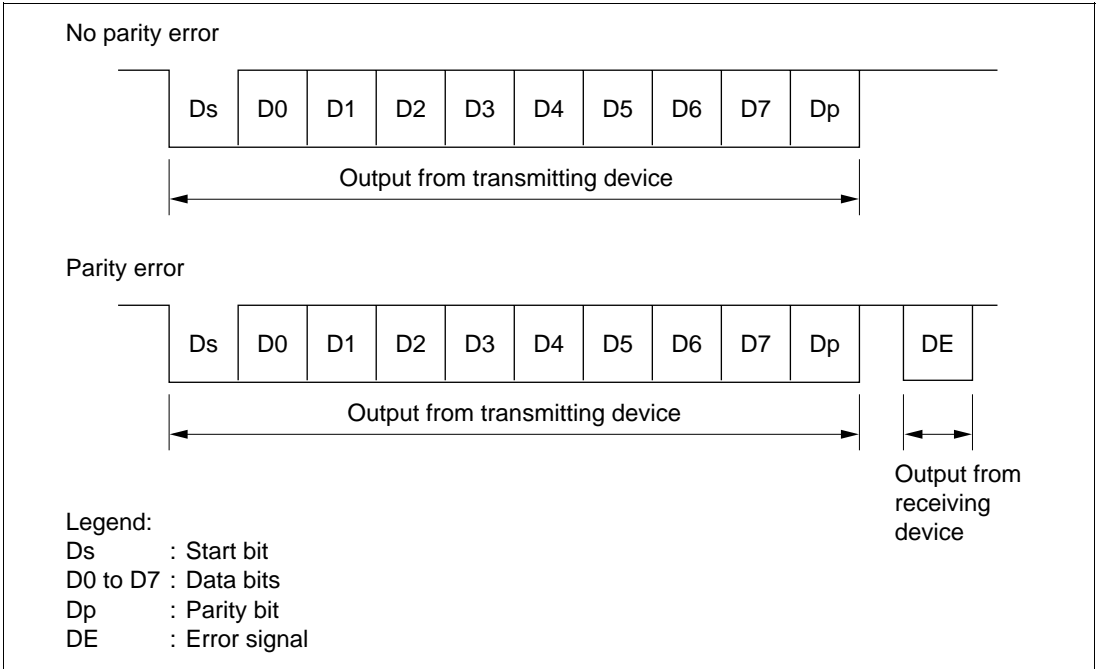 No parity error
Ds D0 D1 D2 D3 D4 D5 D6 D7 Dp
Output from transmitting device
Parity error
Ds D0 D1 D2 D3 D4 D5 D6 D7 Dp DE
Output from transmitting device
Output from
receiving
device
Legend:
Ds : Start bit
D0 to D7 : Data bits
Dp : Parity bit
DE : Error signal